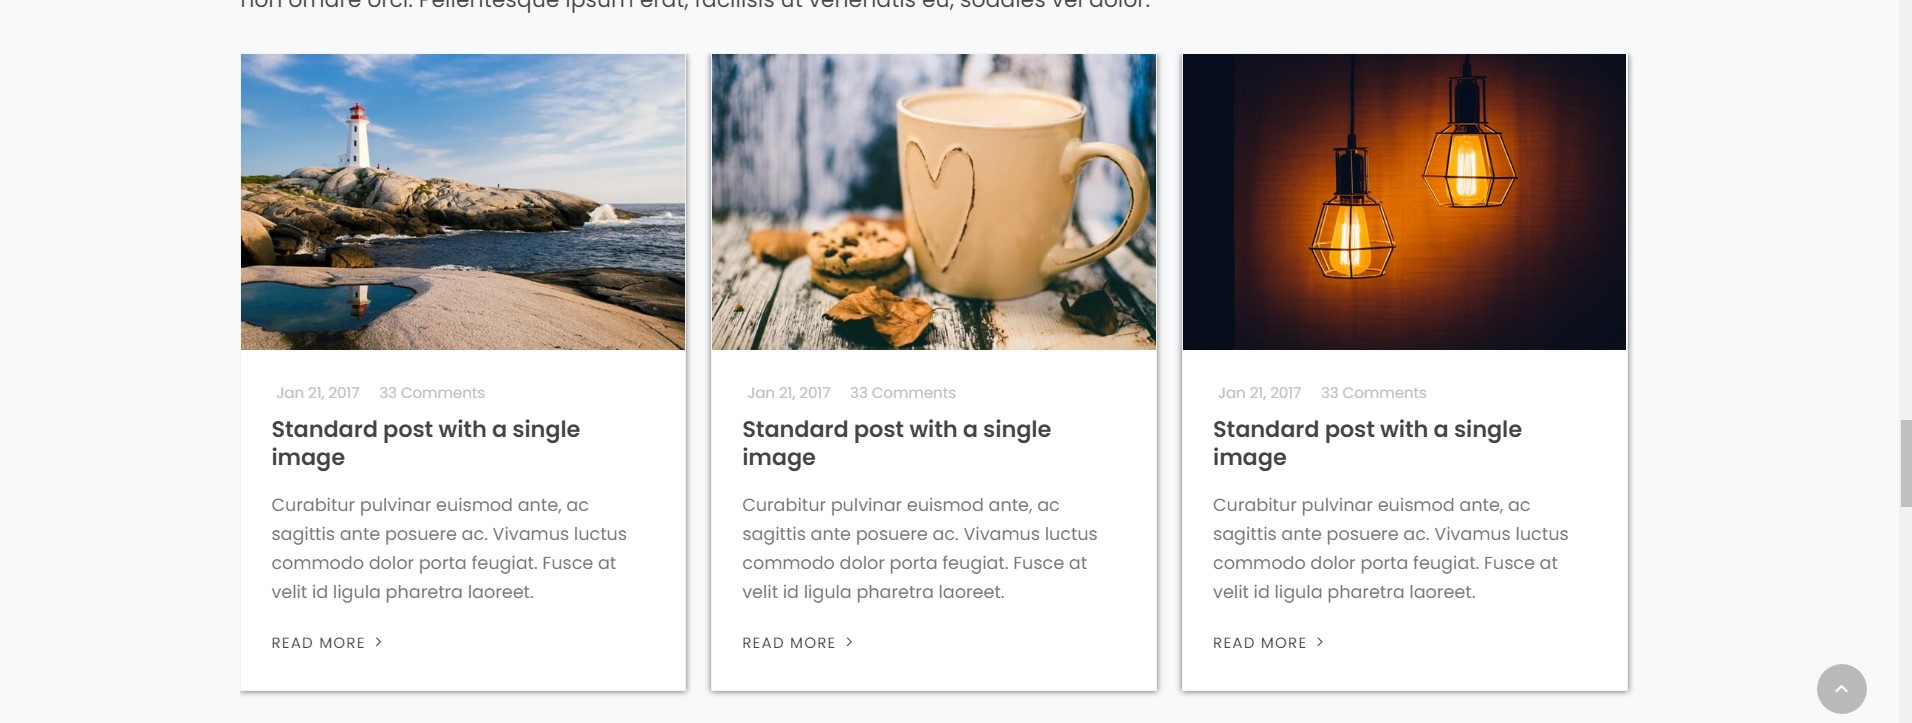 non ornare orci. Pellentesque ipsum erat, facilisis ut venenatis eu, sodales vel dolor.
Jan 21, 2017 33 Comments
Standard post with a single
image
Curabitur pulvinar euismod ante, ac
sagittis ante posuere ac. Vivamus luctus
commodo dolor porta feugiat. Fusce at
velit id ligula pharetra laoreet.
READ MORE
Jan 21, 2017 33 Comments
Standard post with a single
image
Curabitur pulvinar euismod ante, ac
sagittis ante posuere ac. Vivamus luctus
commodo dolor porta feugiat. Fusce at
velit id ligula pharetra laoreet.
READ MORE
Jan 21, 2017 33 Comments
Standard post with a single
image
Curabitur pulvinar euismod ante, ac
sagittis ante posuere ac. Vivamus luctus
commodo dolor porta feugiat. Fusce at
velit id ligula pharetra laoreet.
READ MORE